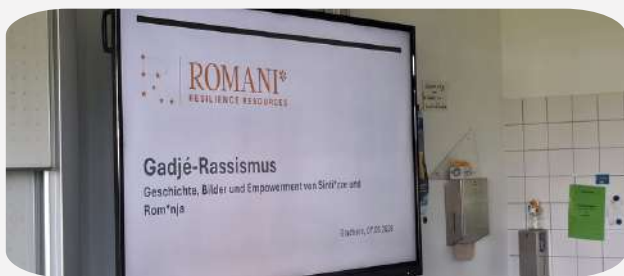 ROMANI*
RESILIENCE RESOURCES
Gadjé-Rassismus
Geschichte, Bilder und Empowerment von Sinti*zze und
Rom*nja